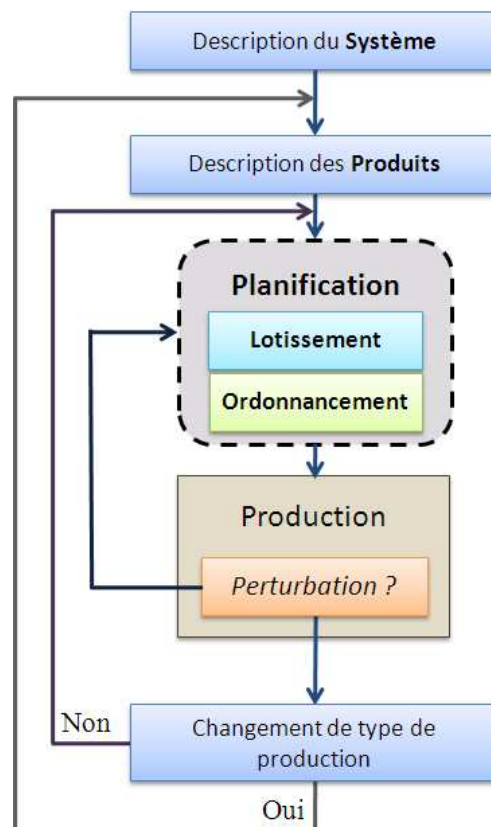 Description du Système
Description des Produits
Planification
Lotissement
Ordonnancement
Production
Perturbation ?
Non
Changement de type de
production
Oui